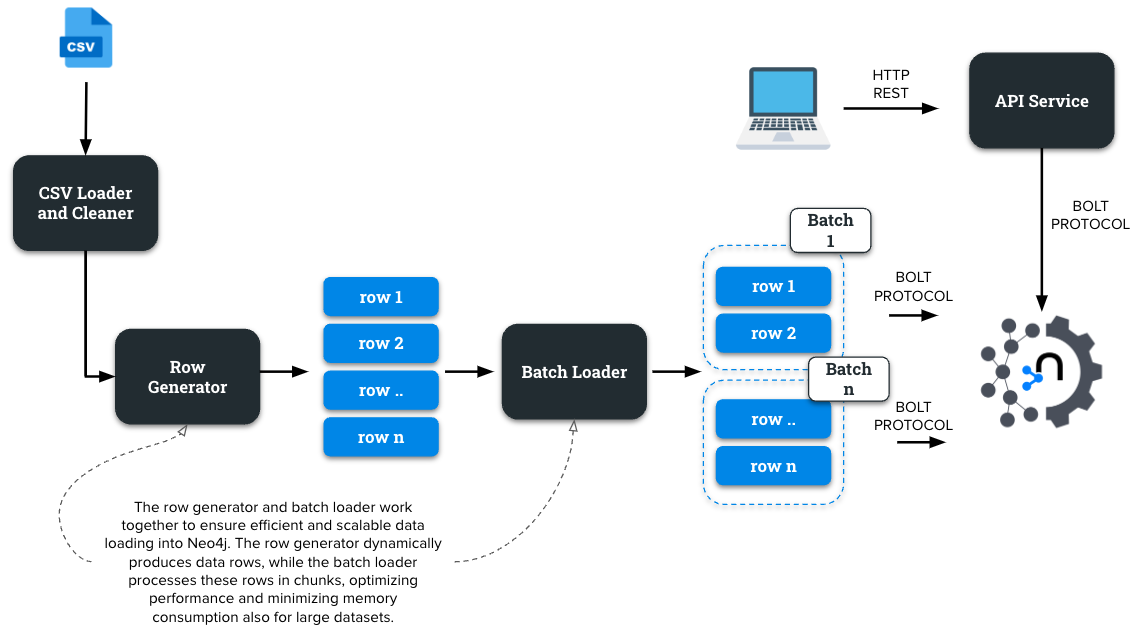 CSV
CSV Loader
and Cleaner
Row
Generator
row 1
row 2
row ..
row n
Batch Loader
Batch
1
row 1
row 2
Batch
n
row ..
row n
BOLT
PROTOCOL
BOLT
PROTOCOL
HTTP
REST
API Service
BOLT
PROTOCOL
The row generator and batch loader work
together to ensure efficient and scalable data
loading into Neo4j. The row generator dynamically
produces data rows, while the batch loader
processes these rows in chunks, optimizing
performance and minimizing memory
consumption also for large datasets.